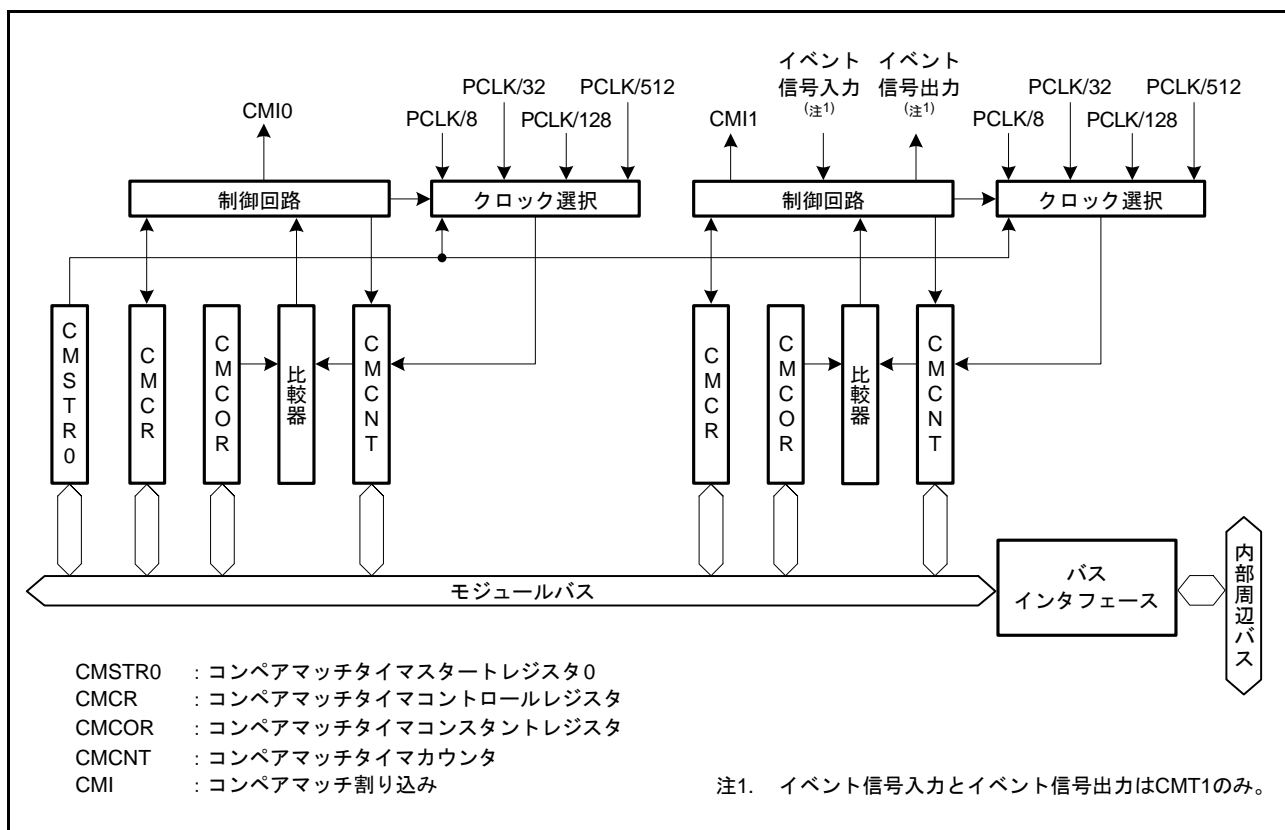 CMI0
PCLK/8
PCLK/32
PCLK/128
PCLK/512
制御回路
クロック選択
CMSTR0
CMCR
CMCOR
比較器
CMCNT
CMI1
イベント
信号入力
(注1)
イベント
信号出力
(注1)
PCLK/8
PCLK/32
PCLK/128
PCLK/512
制御回路
クロック選択
CMCR
CMCOR
比較器
CMCNT
モジュールバス
バス
インタフェース
内部周辺バス
CMSTR0 : コンペアマッチタイマスタートレジスタ0
CMCR : コンペアマッチタイマコントロールレジスタ
CMCOR : コンペアマッチタイマコンスタントレジスタ
CMCNT : コンペアマッチタイマカウンタ
CMI : コンペアマッチ割り込み
注1. イベント信号入力とイベント信号出力はCMT1のみ。